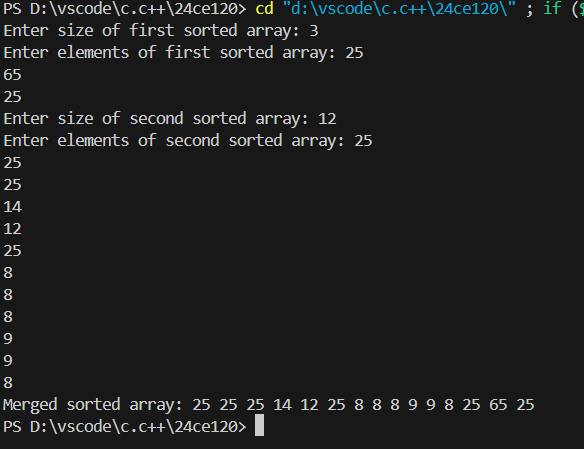 PS D:\vscode\c.c++\24ce120> cd "d:\vscode\c.c++\24ce120\" ; if ($
Enter size of first sorted array: 3
Enter elements of first sorted array: 25
65
25
Enter size of second sorted array: 12
Enter elements of second sorted array: 25
25
25
14
12
25
8
8
8
9
9
8
Merged sorted array: 25 25 25 14 12 25 8 8 8 9 9 8 25 65 25
PS D:\vscode\c.c++\24ce120>